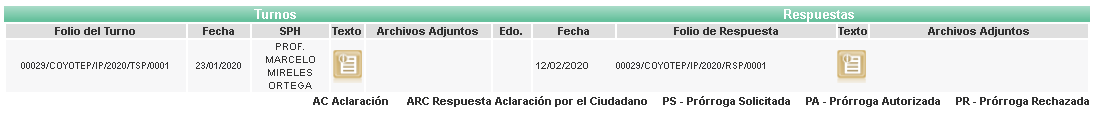 Turnos Respuestas
Folio del Turno Fecha SPH Texto Archivos Adjuntos Edo. Fecha Folio de Respuesta Texto Archivos Adjuntos
00029/COYOTEP/IP/2020/TSP/0001 23/01/2020 PROF. MARCELO MIRELES ORTEGA 12/02/2020 00029/COYOTEP/IP/2020/RSP/0001
AC Aclaración ARC Respuesta Aclaración por el Ciudadano PS - Prórroga Solicitada PA - Prórroga Autorizada PR - Prórroga Rechazada